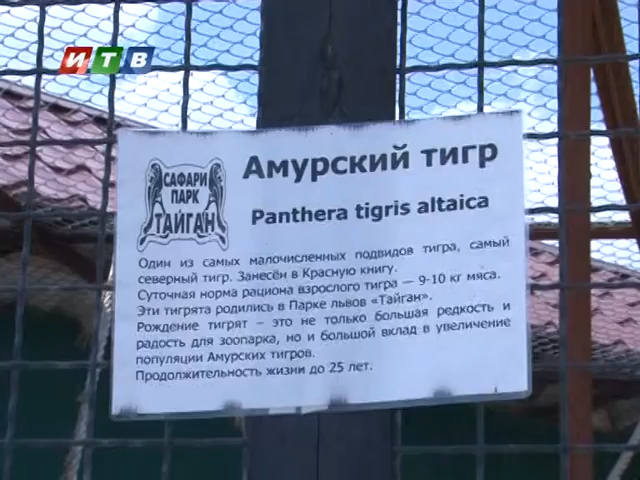 ИТВ
Амурский тигр
САФАРИ
ПАРК
ТАЙГАН
Panthera tigris altaica
Один из самых малочисленных подвидов тигра, самый
северный тигр. Занесён в Красную книгу.
Суточная норма рациона взрослого тигра — 9-10 кг мяса.
Эти тигрята родились в Парке львов «Тайган».
Рождение тигрят – это не только большая редкость и
радость для зоопарка, но и большой вклад в увеличение
популяции Амурских тигров.
Продолжительность жизни до 25 лет.